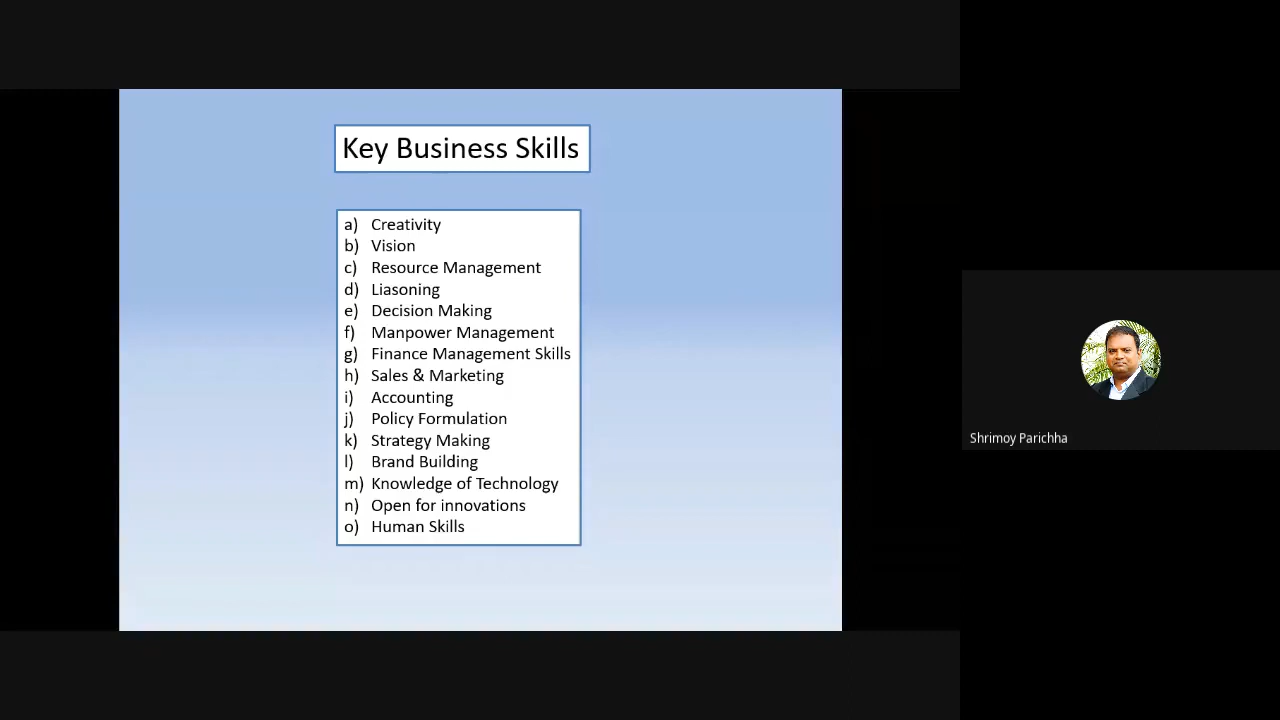 Key Business Skills
a) Creativity
b) Vision
c) Resource Management
d) Liasoning
e) Decision Making
f) Manpower Management
g) Finance Management Skills
h) Sales & Marketing
i) Accounting
j) Policy Formulation
k) Strategy Making
l) Brand Building
m) Knowledge of Technology
n) Open for innovations
o) Human Skills
Shrimoy Parichha